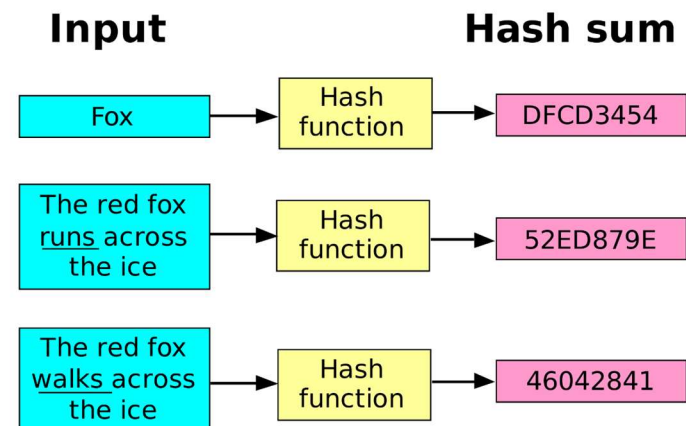 Input
Hash sum
Fox
Hash
function
DFCD3454
The red fox
runs across
the ice
Hash
function
52ED879E
The red fox
walks across
the ice
Hash
function
46042841